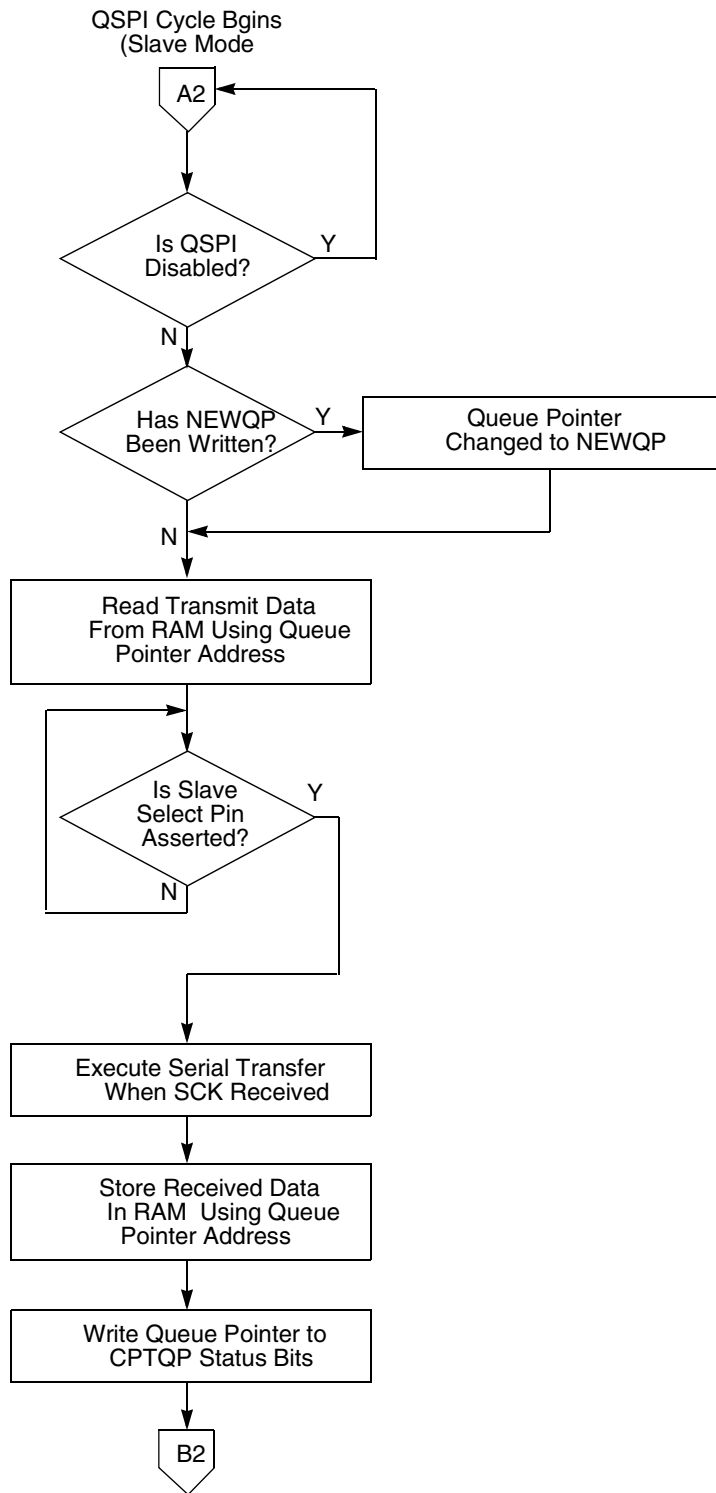 QSPI Cycle Bgins
(Slave Mode
A2
Is QSPI
Disabled?
Y
N
Has NEWQP
Been Written?
Y
Queue Pointer
Changed to NEWQP
N
Read Transmit Data
From RAM Using Queue
Pointer Address
Is Slave
Select Pin
Asserted?
Y
N
Execute Serial Transfer
When SCK Received
Store Received Data
In RAM Using Queue
Pointer Address
Write Queue Pointer to
CPTQP Status Bits
B2